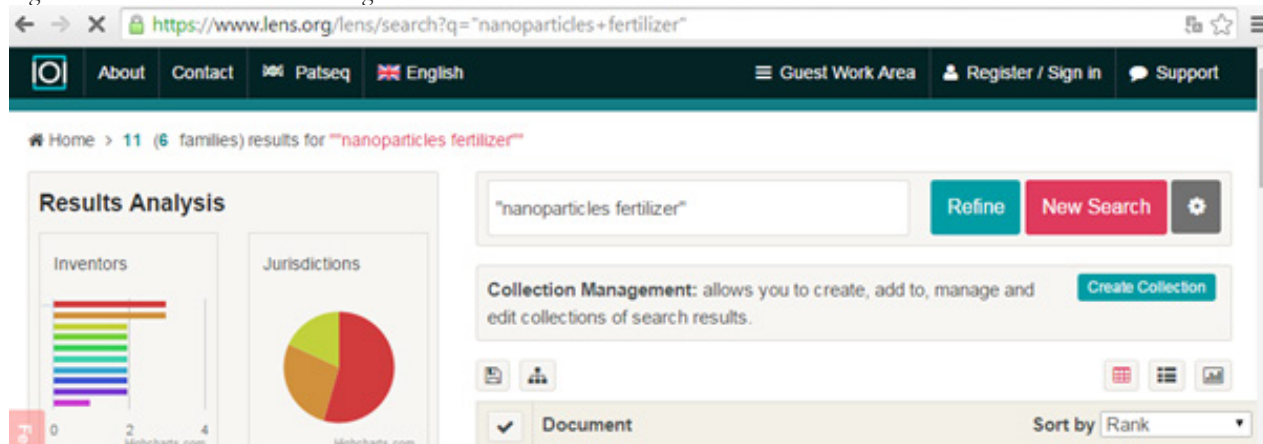 https://www.lens.org/lens/search?q="nanoparticles+fertilizer"
About Contact Patseq English Guest Work Area Register / Sign in Support
Home > 11 (6 families) results for ""nanoparticles fertilizer""
Results Analysis
Inventors
Jurisdictions
0 2 4
Highcharts.com
Highcharts.com
"nanoparticles fertilizer"
Refine
New Search
Collection Management: allows you to create, add to, manage and
edit collections of search results.
Create Collection
Document
Sort by Rank
Fe